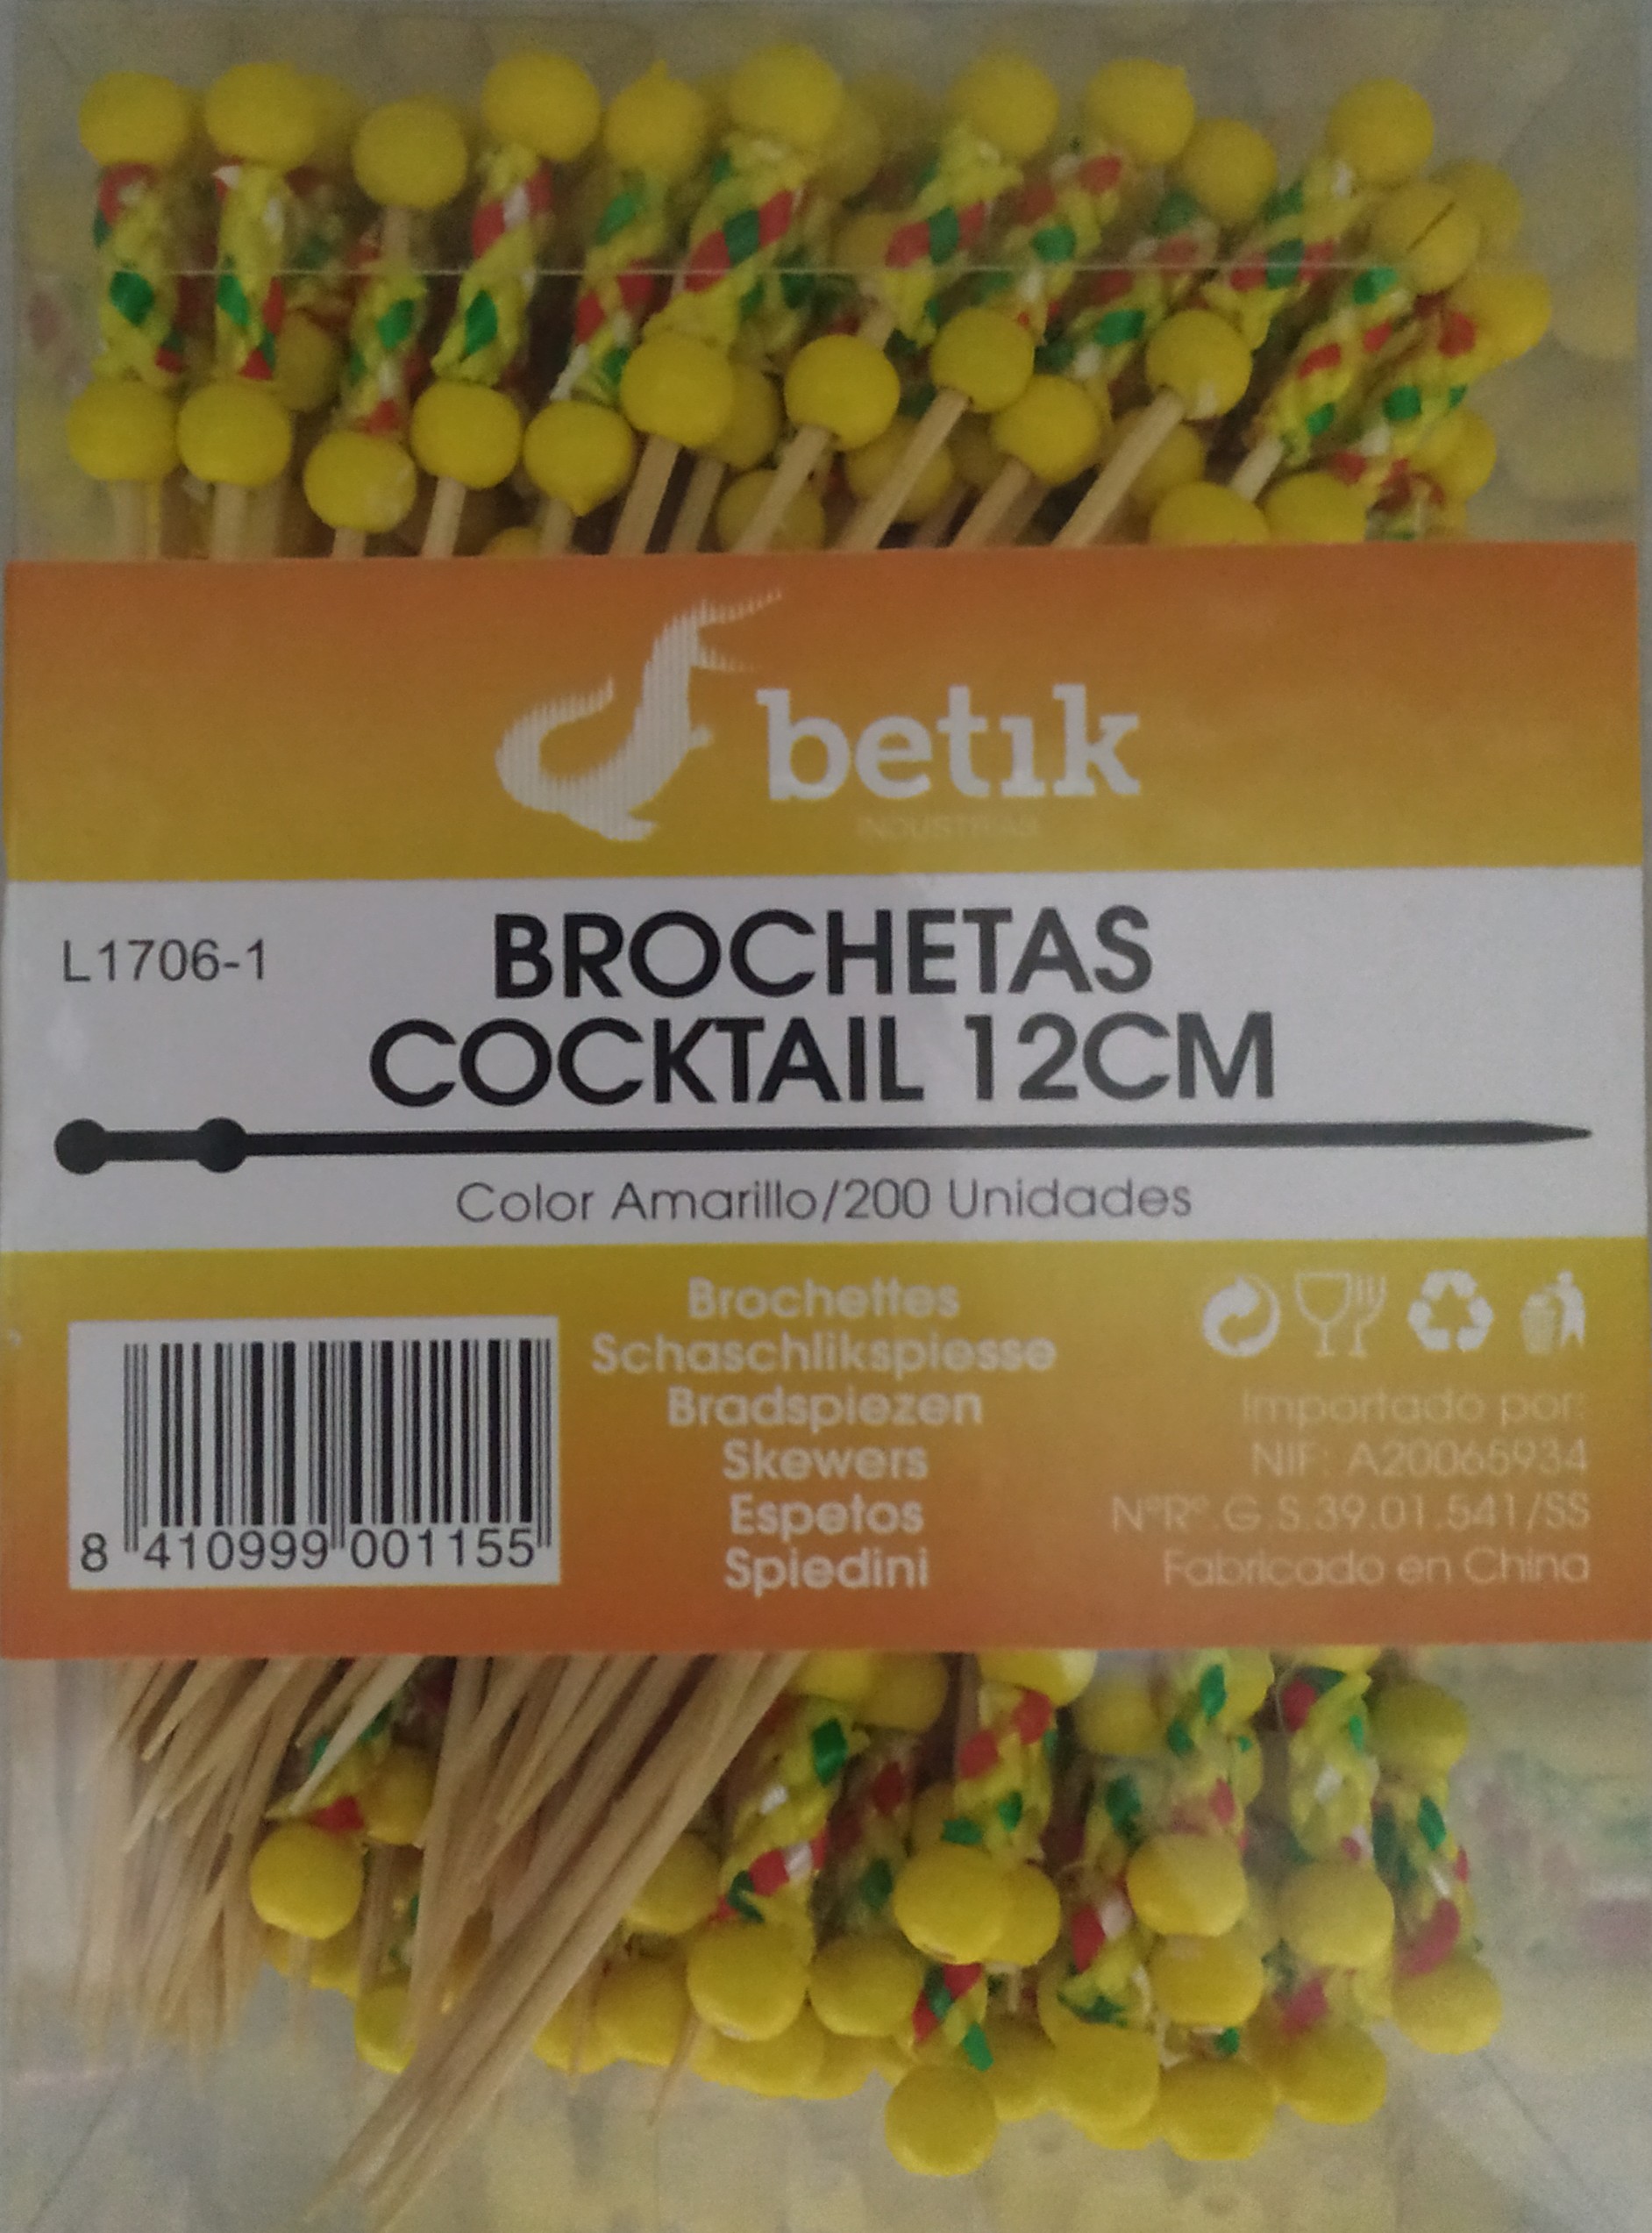 betık
INDUSTRIAS
L1706-1
BROCHETAS
COCKTAIL 12CM
Color Amarillo/200 Unidades
Brochettes
Schaschlikspiesse
Bradspiezen
Skewers
Espetos
Spiedini
8 410999 001155
Importado por:
NIF: A20065934
NºRº.G.S.39.01.541/SS
Fabricado en China